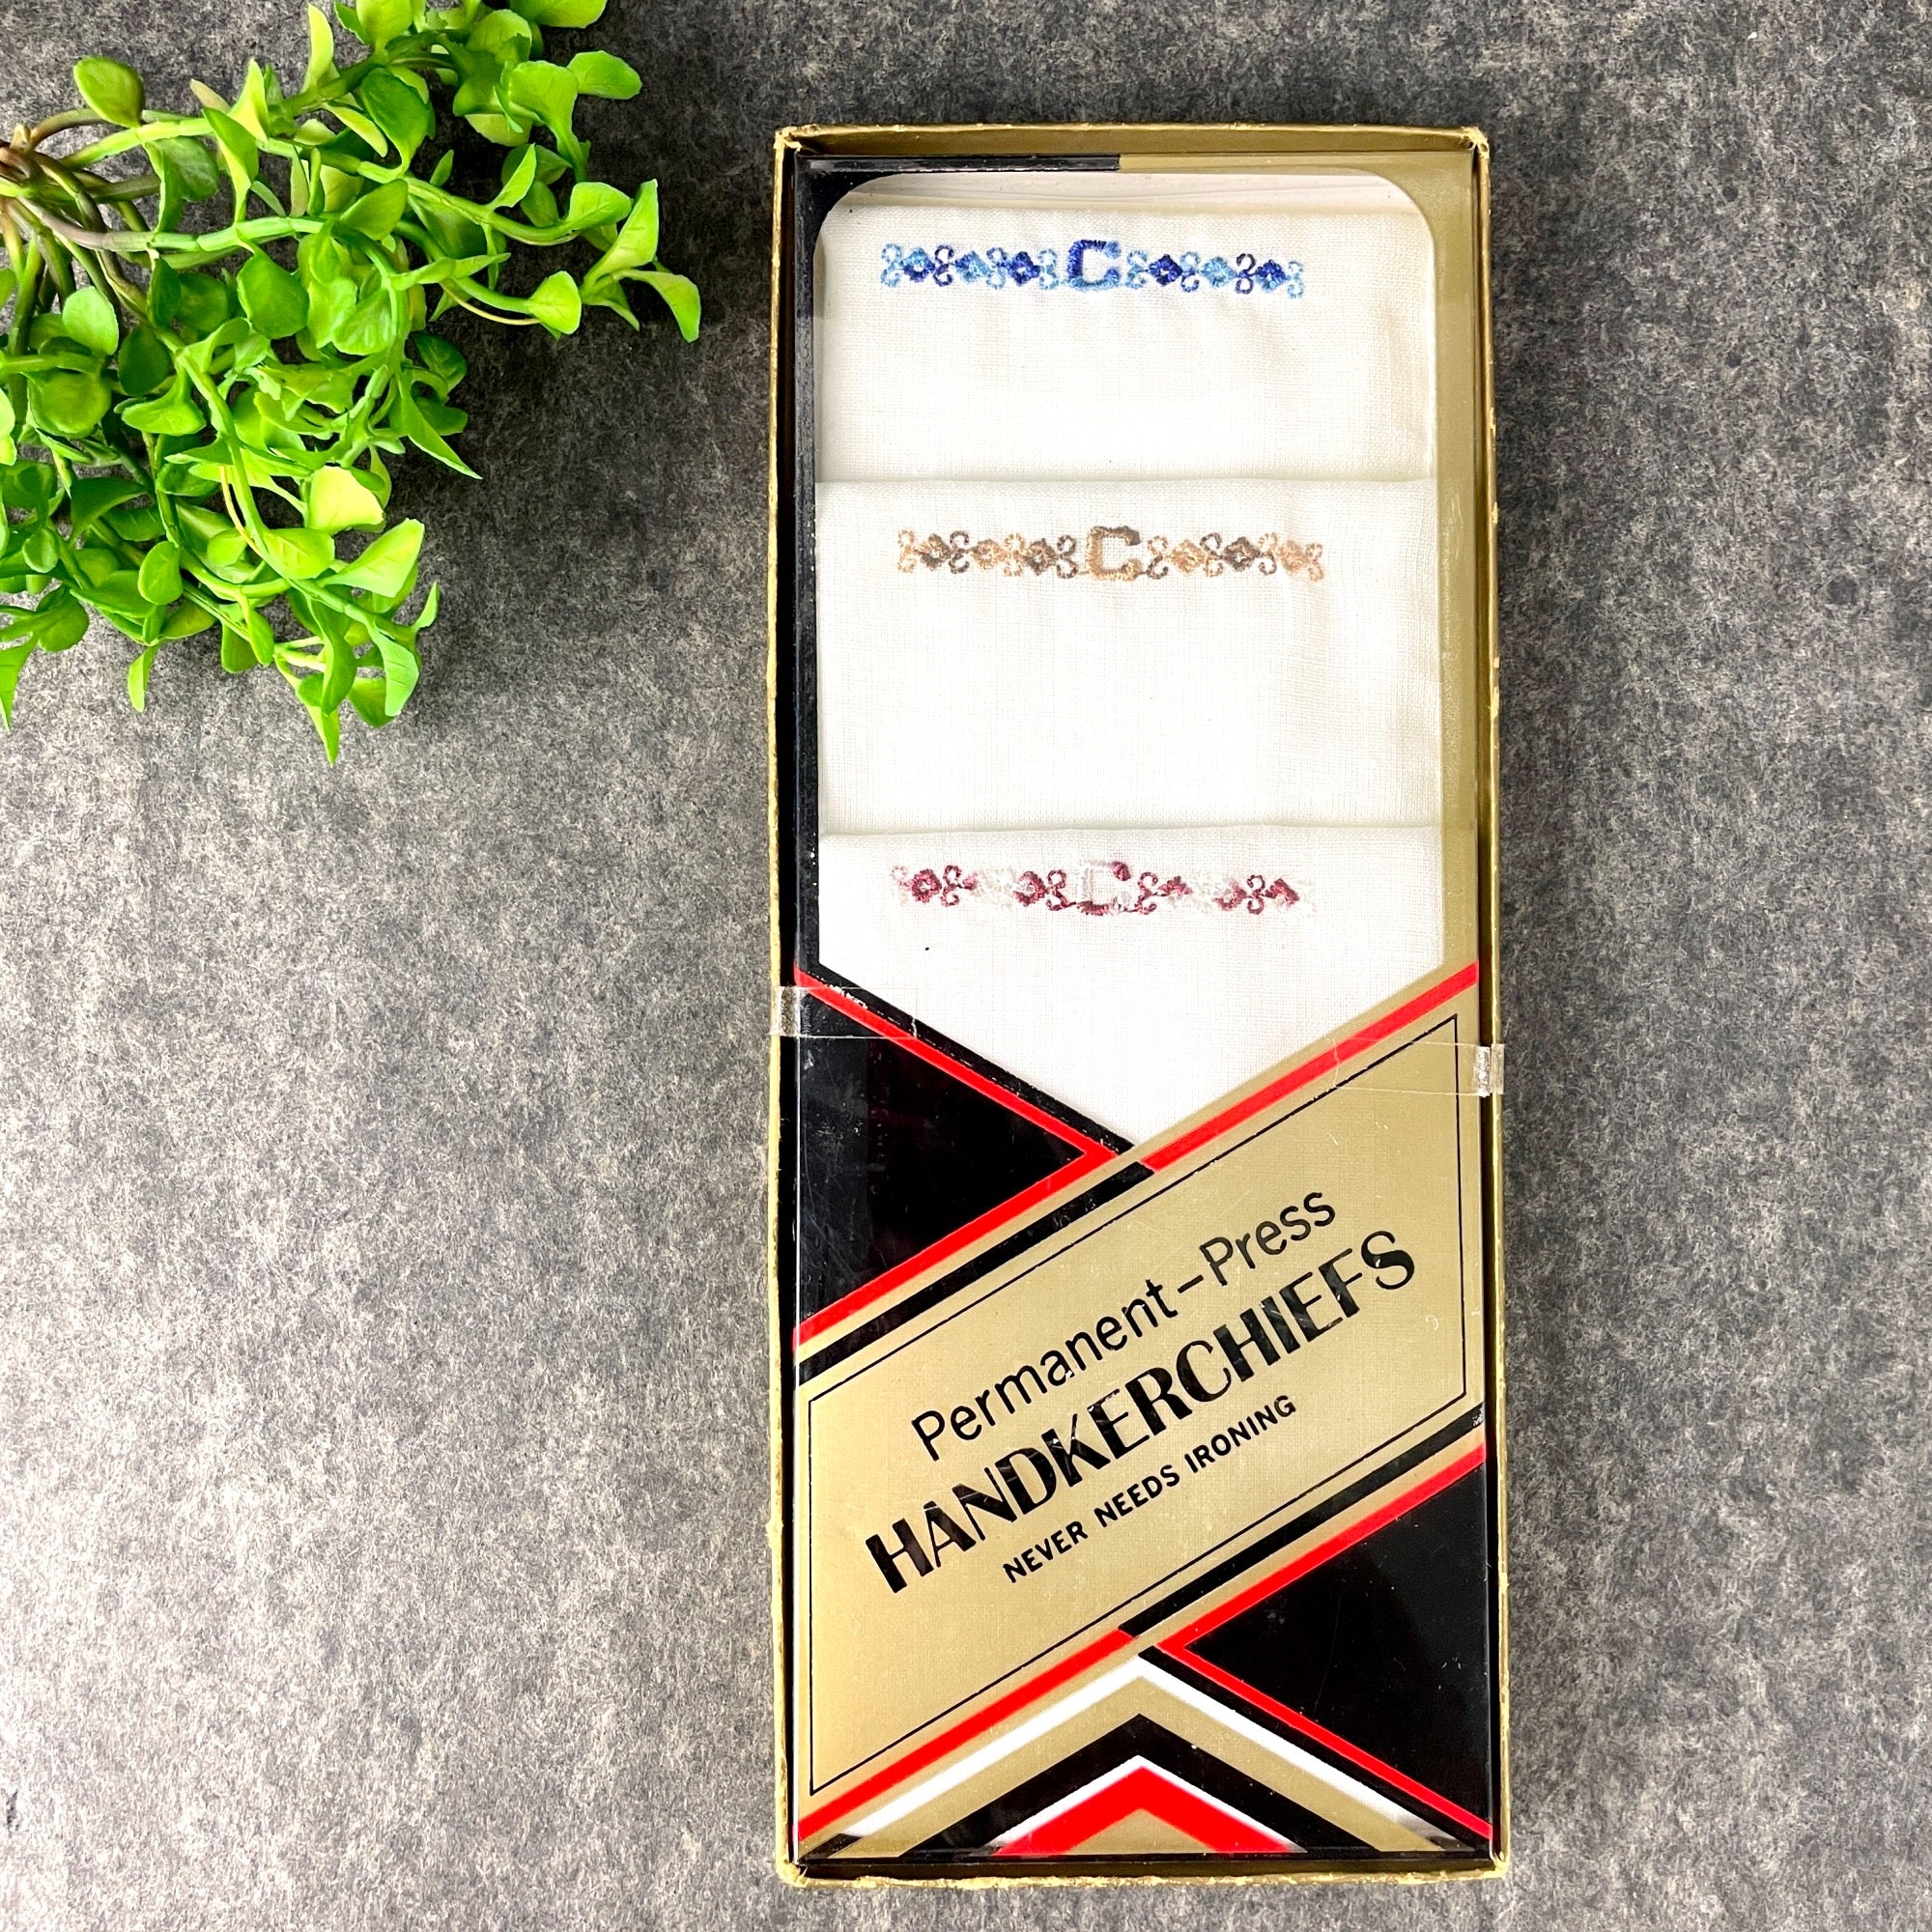 C
C
C
Permanent-Press
HANDKERCHIEFS
NEVER NEEDS IRONING